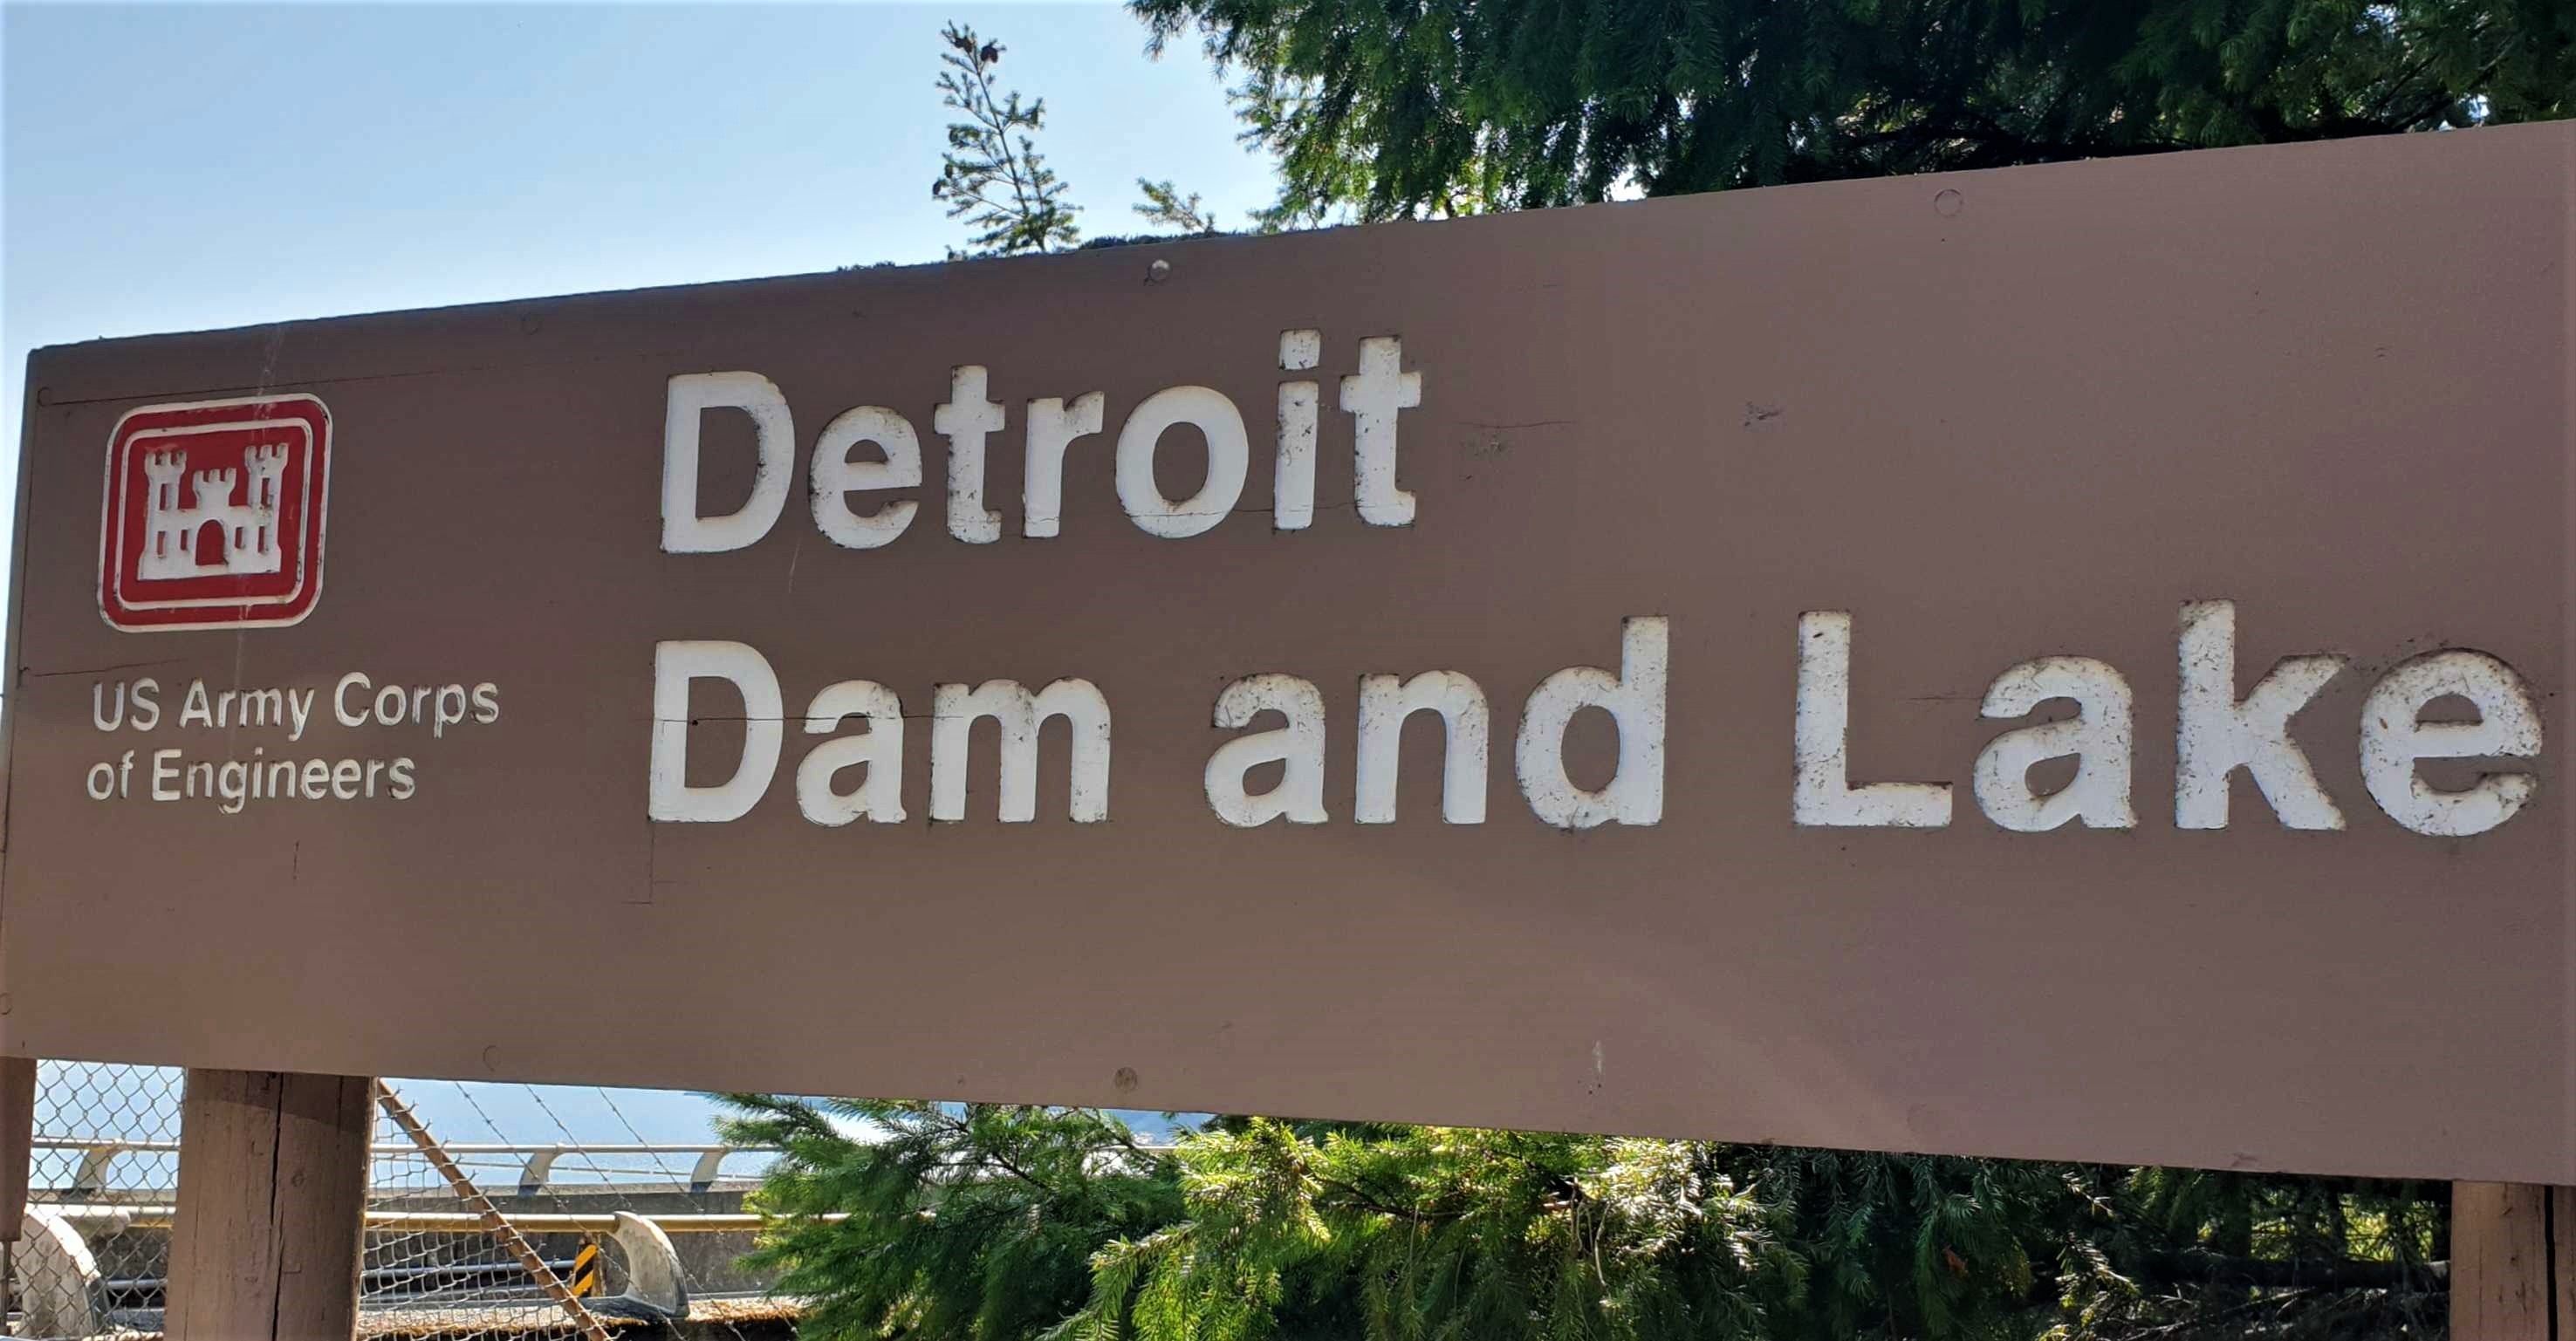 US Army Corps
of Engineers
Detroit
Dam and Lake